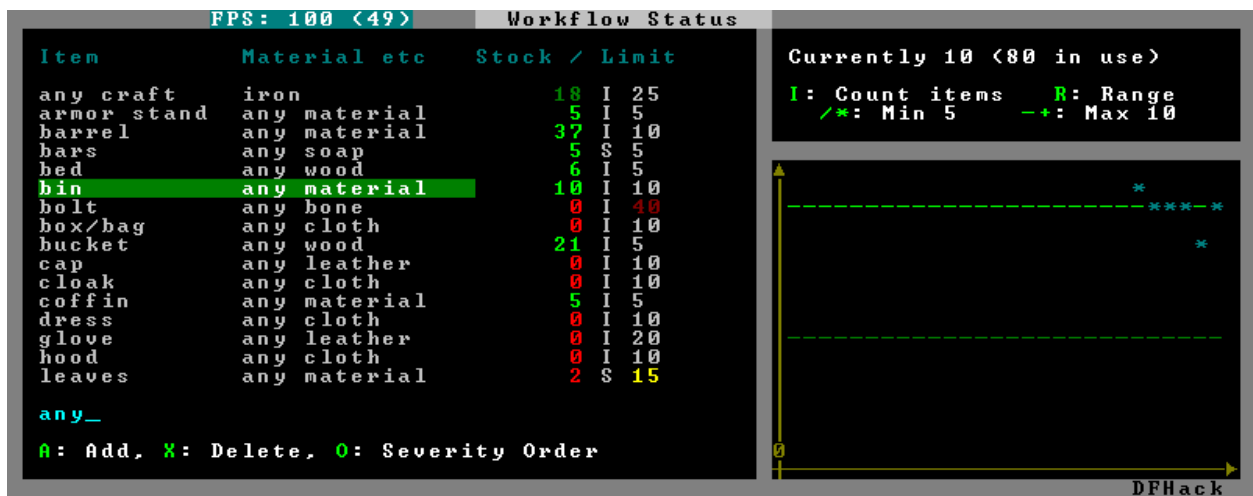 FPS: 100 (49) Workflow Status
Item Material etc Stock / Limit
any craft iron 18 I 25
armor stand any material 5 I 5
barrel any material 37 I 10
bars any soap 5 S 5
bed any wood 6 I 5
bin any material 10 I 10
bolt any bone 0 I 40
box/bag any cloth 0 I 10
bucket any wood 21 I 5
cap any leather 0 I 10
cloak any cloth 0 I 10
coffin any material 5 I 5
dress any cloth 0 I 10
glove any leather 0 I 20
hood any cloth 0 I 10
leaves any material 2 S 15
any_
A: Add, X: Delete, O: Severity Order
Currently 10 (80 in use)
I: Count items R: Range
/*: Min 5 -+: Max 10
0
DFHack